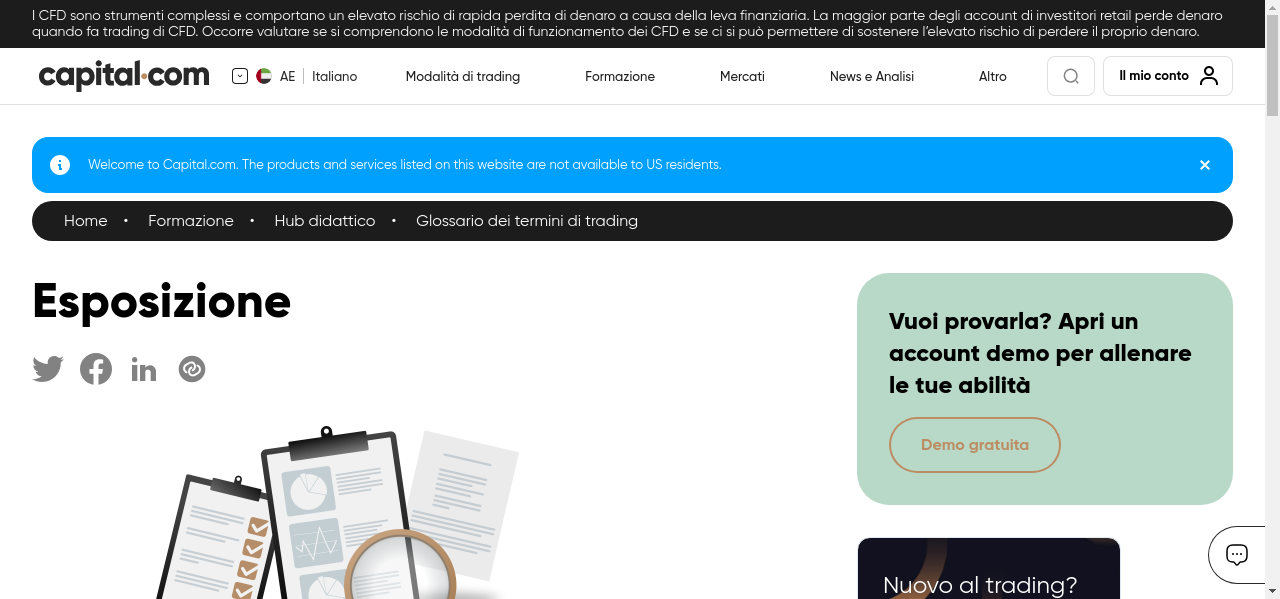 I CFD sono strumenti complessi e comportano un elevato rischio di rapida perdita di denaro a causa della leva finanziaria. La maggior parte degli account di investitori retail perde denaro
quando fa trading di CFD. Occorre valutare se si comprendono le modalità di funzionamento dei CFD e se ci si può permettere di sostenere l’elevato rischio di perdere il proprio denaro.
capital.com AE Italiano Modalità di trading Formazione Mercati News e Analisi Altro Il mio conto
Welcome to Capital.com. The products and services listed on this website are not available to US residents.
Home • Formazione • Hub didattico • Glossario dei termini di trading
Esposizione
Vuoi provarla? Apri un
account demo per allenare
le tue abilità
Demo gratuita
Nuovo al trading?